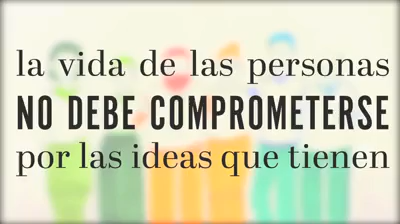 la vida de las personas
NO DEBE COMPROMETERSE
por las ideas que tienen